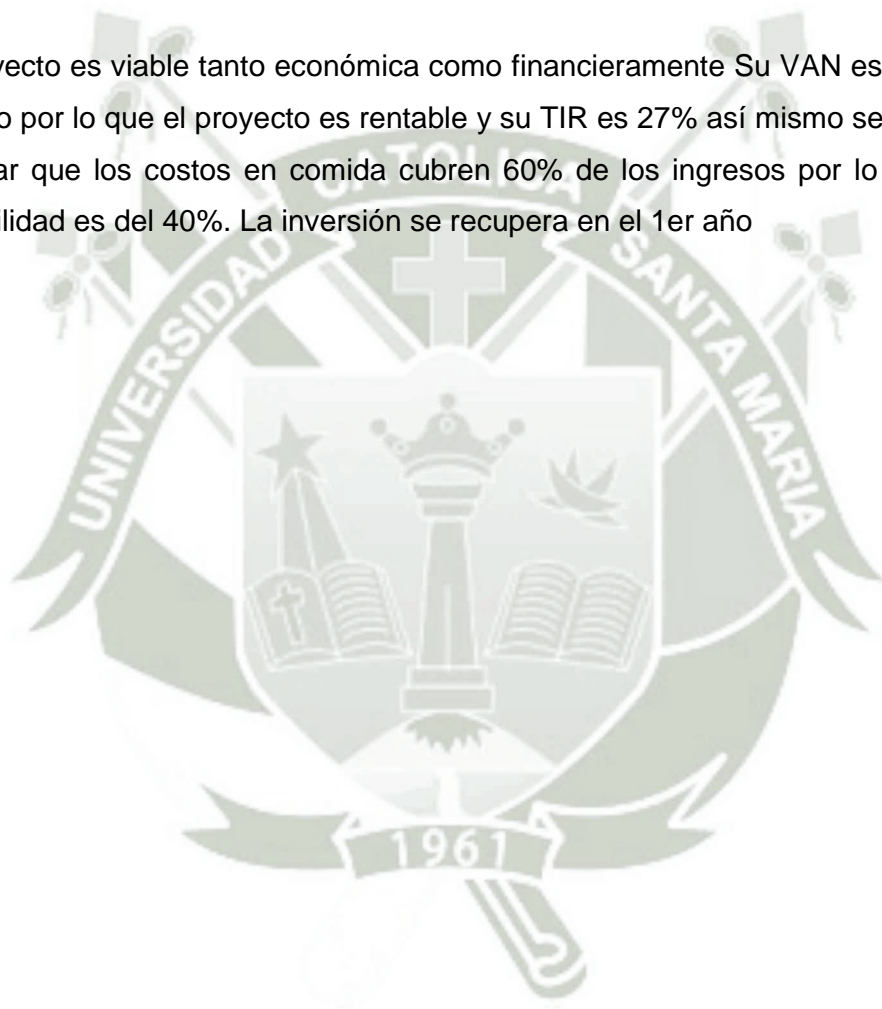 yecto es viable tanto económica como financieramente Su VAN es
o por lo que el proyecto es rentable y su TIR es 27% así mismo se
ar que los costos en comida cubren 60% de los ingresos por lo
ilidad es del 40%. La inversión se recupera en el 1er año
UNIVERSIDAD CATOLICA SANTA MARIA
1961